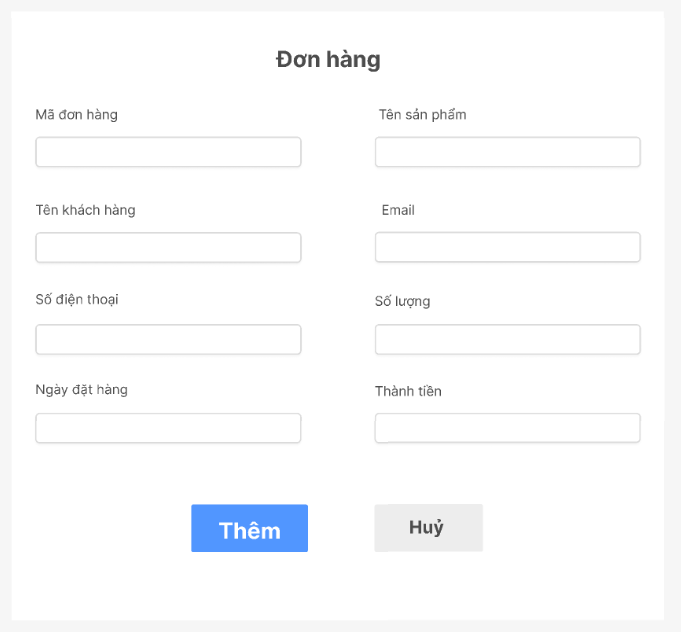 Đơn hàng
Mã đơn hàng
Tên sản phẩm
Tên khách hàng
Email
Số điện thoại
Số lượng
Ngày đặt hàng
Thành tiền
Thêm
Huỷ